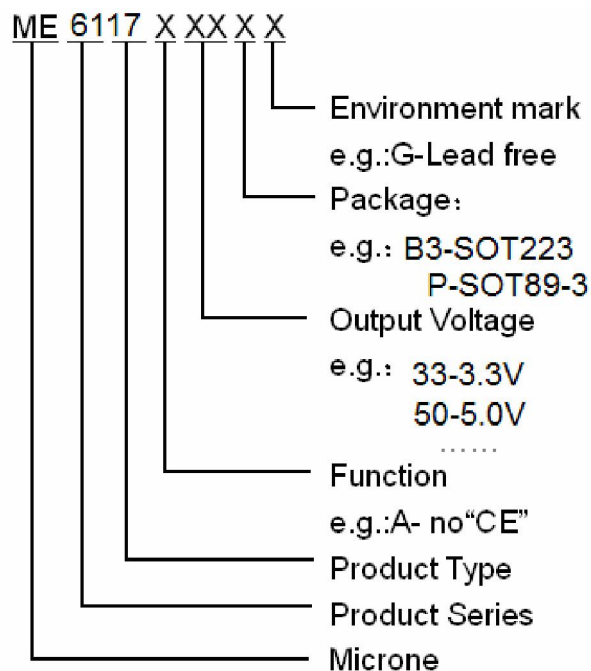 ME 6117 X XX X X
Environment mark
e.g.:G-Lead free
Package：
e.g.：B3-SOT223
P-SOT89-3
Output Voltage
e.g.：33-3.3V
50-5.0V
......
Function
e.g.:A- no“CE”
Product Type
Product Series
Microne